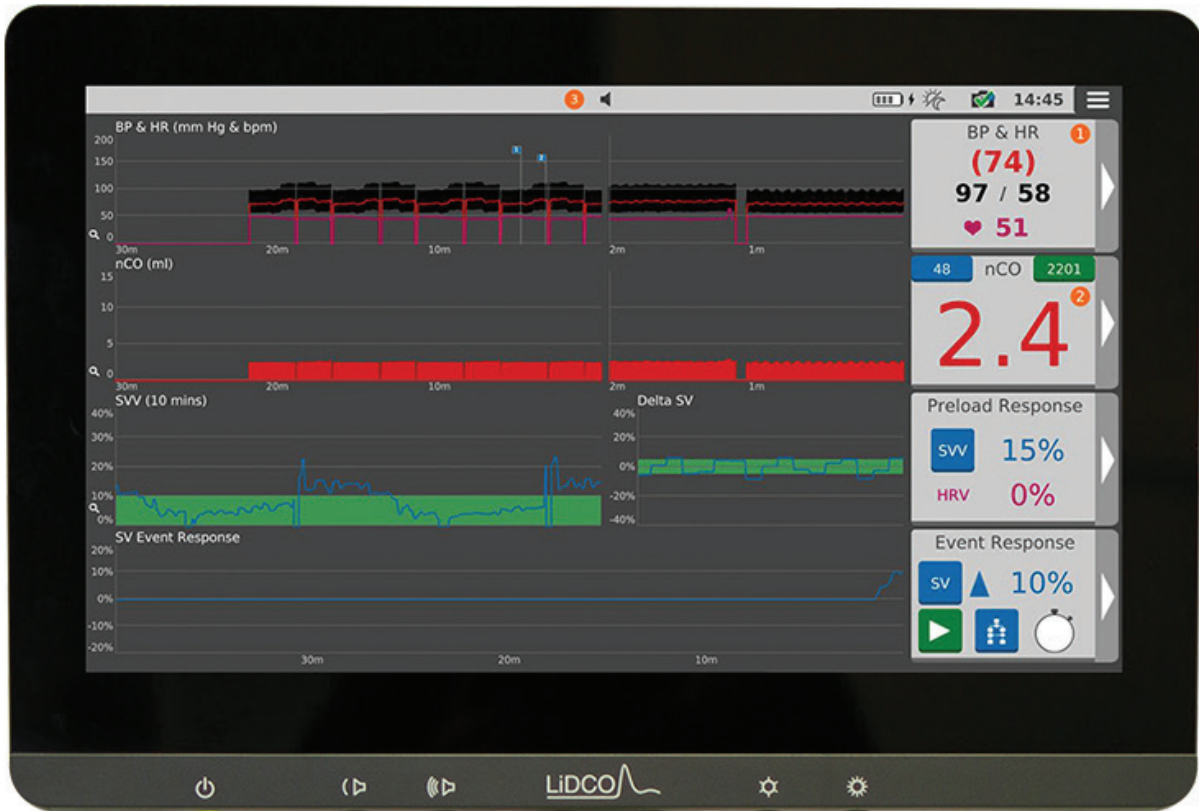 3
14:45
BP & HR (mm Hg & bpm)
200
150
100
50
0
1
2
30m 20m 10m 2m 1m
BP & HR 1
(74)
97 / 58
51
nCO (ml)
15
10
5
0
30m 20m 10m 2m 1m
48 nCO 2201
2
2.4
SVV (10 mins)
40%
30%
20%
10%
0%
Delta SV
40%
20%
0%
-20%
-40%
Preload Response
SVV 15%
HRV 0%
SV Event Response
20%
10%
0%
-10%
-20%
30m 20m 10m
Event Response
SV 10%
LiDCO